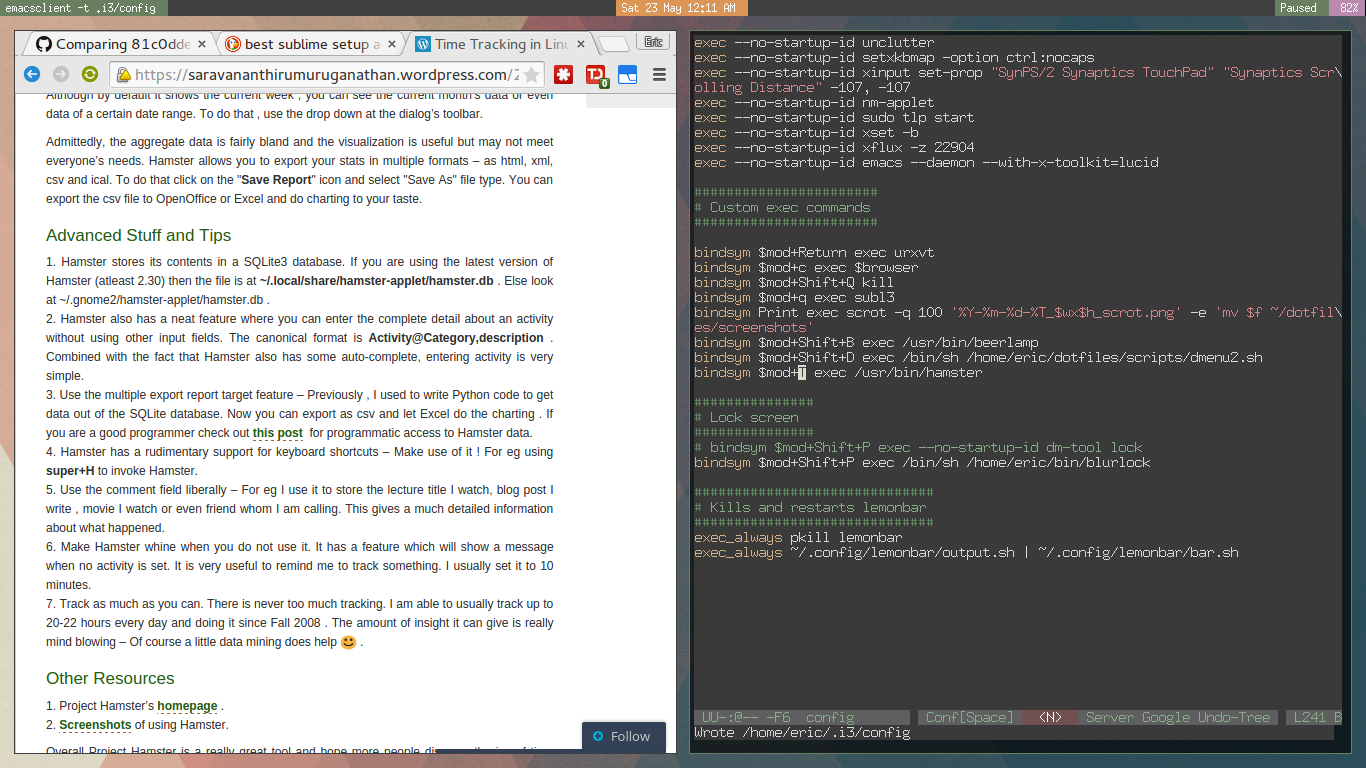 emacsclient -t .i3/config
Sat 23 May 12:11 AM
Paused
82%
Comparing 81c0dde
best sublime setup a
Time Tracking in Linu
Eric
https://saravananthirumuruganathan.wordpress.com/2
0
Although by default it shows the current week , you can see the current month's data or even
data of a certain date range. To do that , use the drop down at the dialog's toolbar.
Admittedly, the aggregate data is fairly bland and the visualization is useful but may not meet
everyone's needs. Hamster allows you to export your stats in multiple formats – as html, xml,
csv and ical. To do that click on the "Save Report" icon and select "Save As" file type. You can
export the csv file to OpenOffice or Excel and do charting to your taste.
Advanced Stuff and Tips
1. Hamster stores its contents in a SQLite3 database. If you are using the latest version of
Hamster (atleast 2.30) then the file is at ~/.local/share/hamster-applet/hamster.db . Else look
at ~/.gnome2/hamster-applet/hamster.db .
2. Hamster also has a neat feature where you can enter the complete detail about an activity
without using other input fields. The canonical format is Activity@Category,description .
Combined with the fact that Hamster also has some auto-complete, entering activity is very
simple.
3. Use the multiple export report target feature – Previously , I used to write Python code to get
data out of the SQLite database. Now you can export as csv and let Excel do the charting . If
you are a good programmer check out this post for programmatic access to Hamster data.
4. Hamster has a rudimentary support for keyboard shortcuts – Make use of it ! For eg using
super+H to invoke Hamster.
5. Use the comment field liberally – For eg I use it to store the lecture title I watch, blog post I
write , movie I watch or even friend whom I am calling. This gives a much detailed information
about what happened.
6. Make Hamster whine when you do not use it. It has a feature which will show a message
when no activity is set. It is very useful to remind me to track something. I usually set it to 10
minutes.
7. Track as much as you can. There is never too much tracking. I am able to usually track up to
20-22 hours every day and doing it since Fall 2008 . The amount of insight it can give is really
mind blowing – Of course a little data mining does help 🙂 .
Other Resources
1. Project Hamster's homepage .
2. Screenshots of using Hamster.
Overall Project Hamster is a really great tool and hope more people
Follow
exec --no-startup-id unclutter
exec --no-startup-id setxkbmap -option ctrl:nocaps
exec --no-startup-id xinput set-prop "SynPS/2 Synaptics TouchPad" "Synaptics Scr\
olling Distance" -107, -107
exec --no-startup-id nm-applet
exec --no-startup-id sudo tlp start
exec --no-startup-id xset -b
exec --no-startup-id xflux -z 22904
exec --no-startup-id emacs --daemon --with-x-toolkit=lucid
#######################
# Custom exec commands
#######################
bindsym $mod+Return exec urxvt
bindsym $mod+c exec $browser
bindsym $mod+Shift+Q kill
bindsym $mod+q exec subl3
bindsym Print exec scrot -q 100 '%Y-%m-%d-%T_$wx$h_scrot.png' -e 'mv $f ~/dotfil\
es/screenshots'
bindsym $mod+Shift+B exec /usr/bin/beerlamp
bindsym $mod+Shift+D exec /bin/sh /home/eric/dotfiles/scripts/dmenu2.sh
bindsym $mod+T exec /usr/bin/hamster
###############
# Lock screen
###############
# bindsym $mod+Shift+P exec --no-startup-id dm-tool lock
bindsym $mod+Shift+P exec /bin/sh /home/eric/bin/blurlock
##############################
# Kills and restarts lemonbar
##############################
exec_always pkill lemonbar
exec_always ~/.config/lemonbar/output.sh | ~/.config/lemonbar/bar.sh
UU-:@-- -F6 config
Conf[Space]
<N>
Server Google Undo-Tree
L241 B
Wrote /home/eric/.i3/config